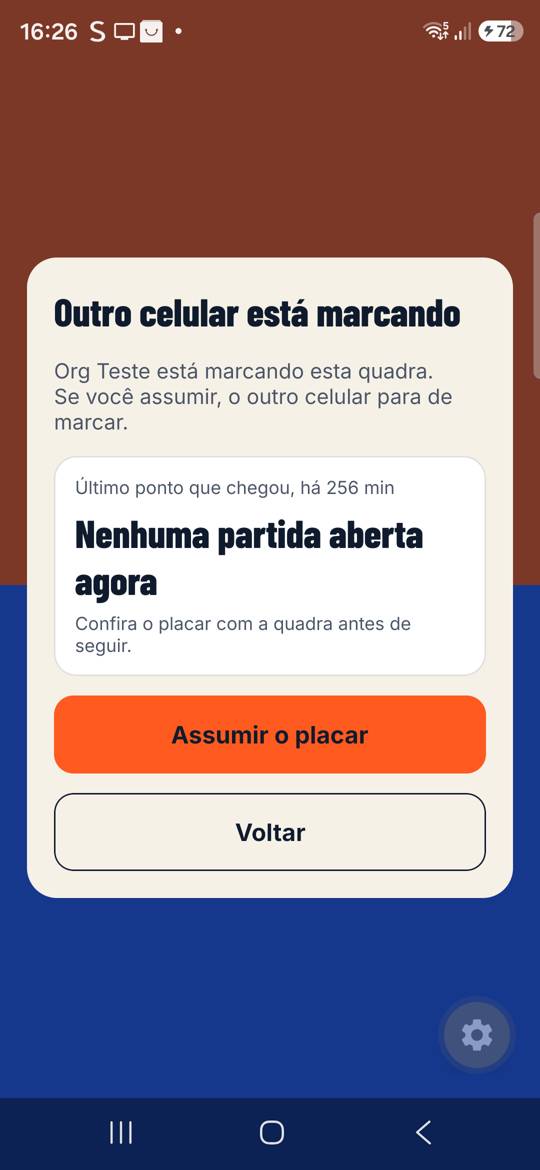 16:26
5
72
Outro celular está marcando
Org Teste está marcando esta quadra.
Se você assumir, o outro celular para de
marcar.
Último ponto que chegou, há 256 min
Nenhuma partida aberta
agora
Confira o placar com a quadra antes de
seguir.
Assumir o placar
Voltar